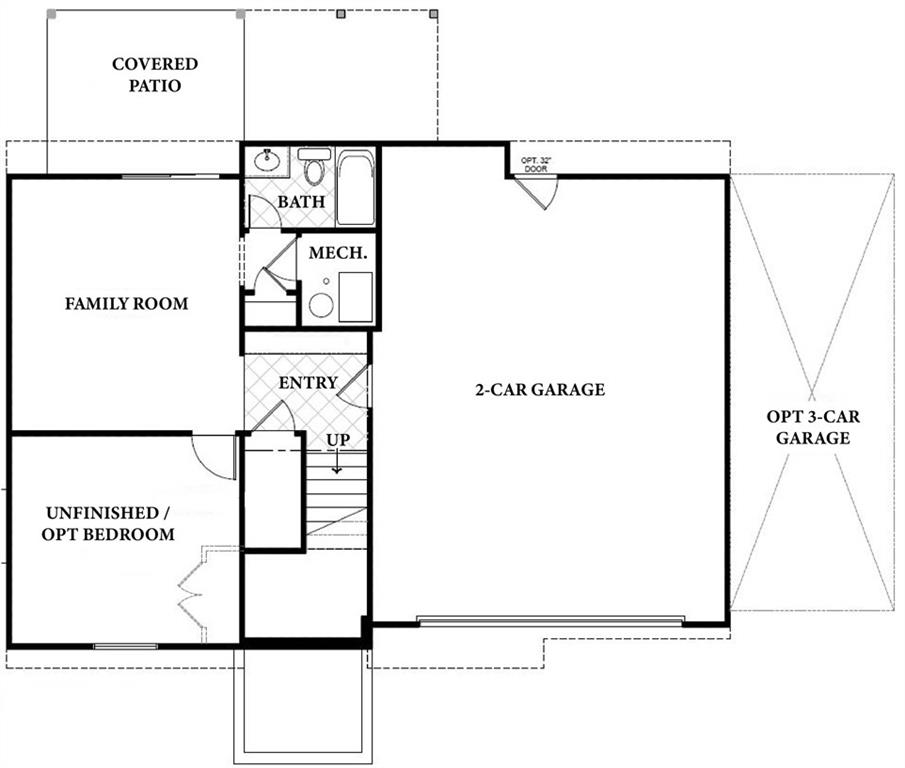 COVERED
PATIO
OPT. 32"
DOOR
BATH
MECH.
FAMILY ROOM
ENTRY
2-CAR GARAGE
OPT 3-CAR
GARAGE
UP
UNFINISHED /
OPT BEDROOM